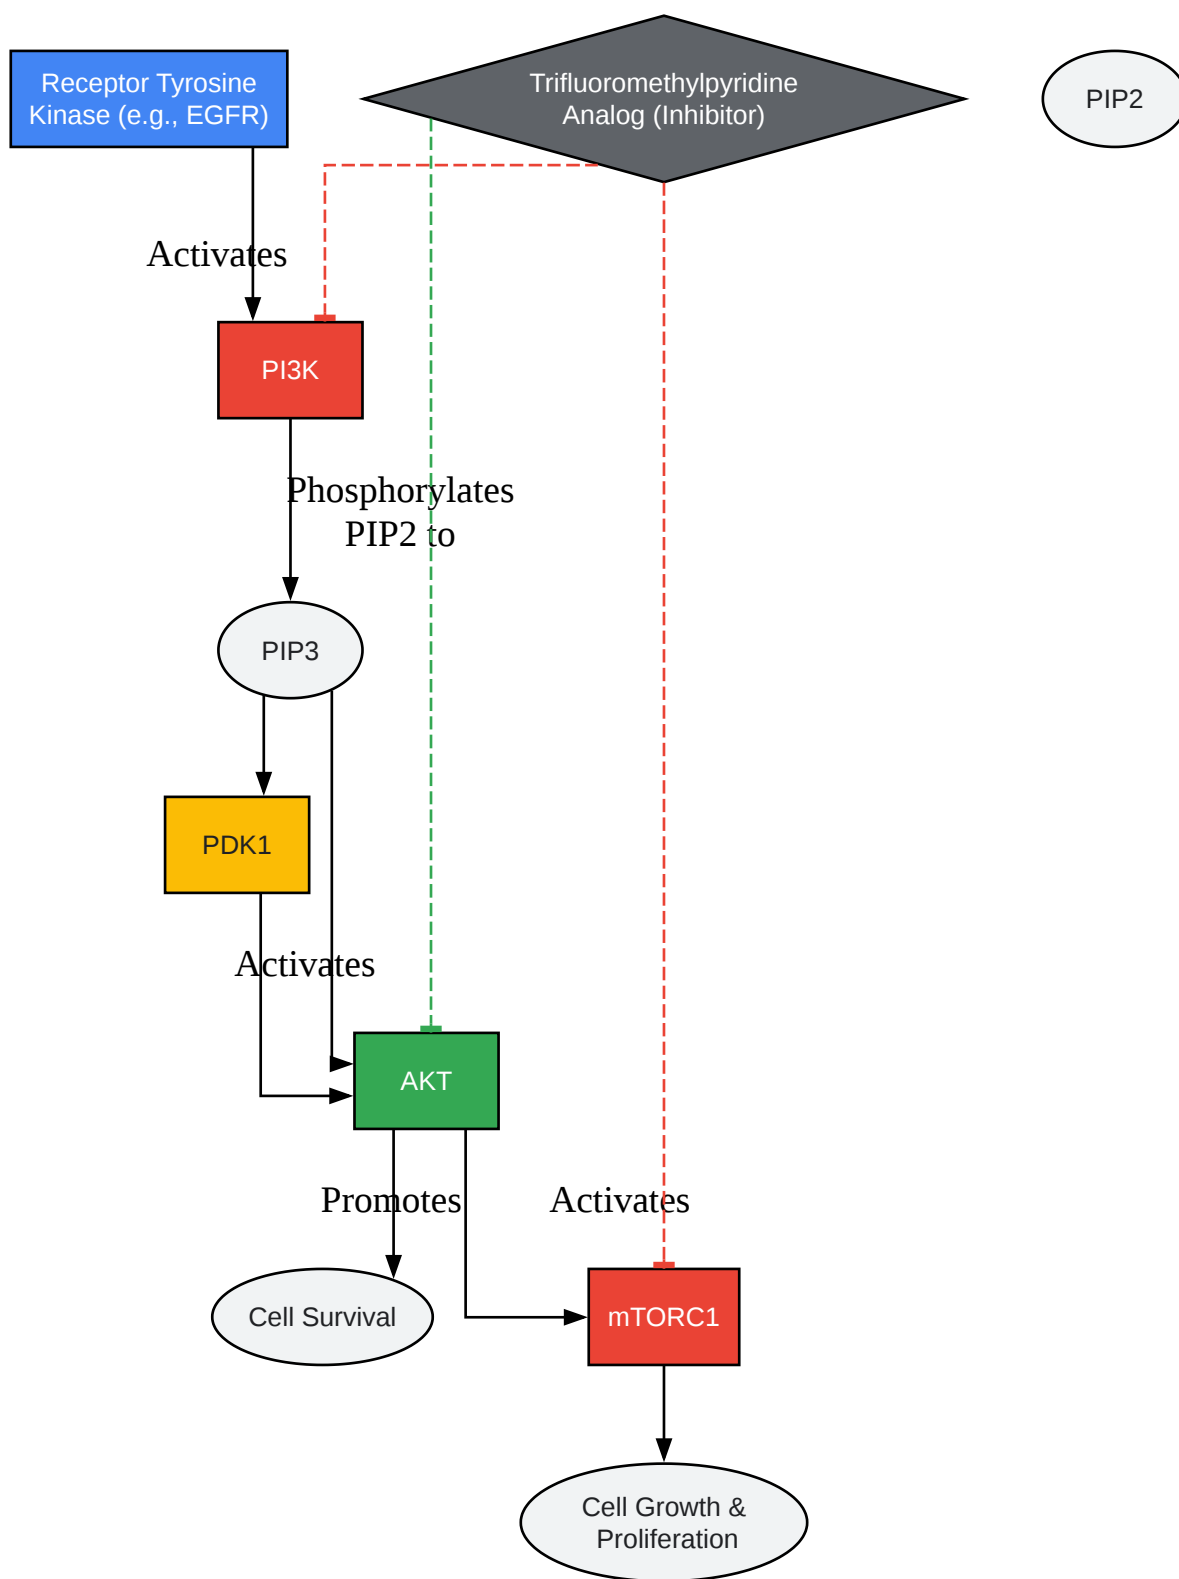 Receptor Tyrosine
Kinase (e.g., EGFR)
Trifluoromethylpyridine
Analog (Inhibitor)
PIP2
Activates
PI3K
Phosphorylates
PIP2 to
PIP3
PDK1
Activates
AKT
Promotes
Activates
Cell Survival
mTORC1
Cell Growth &
Proliferation